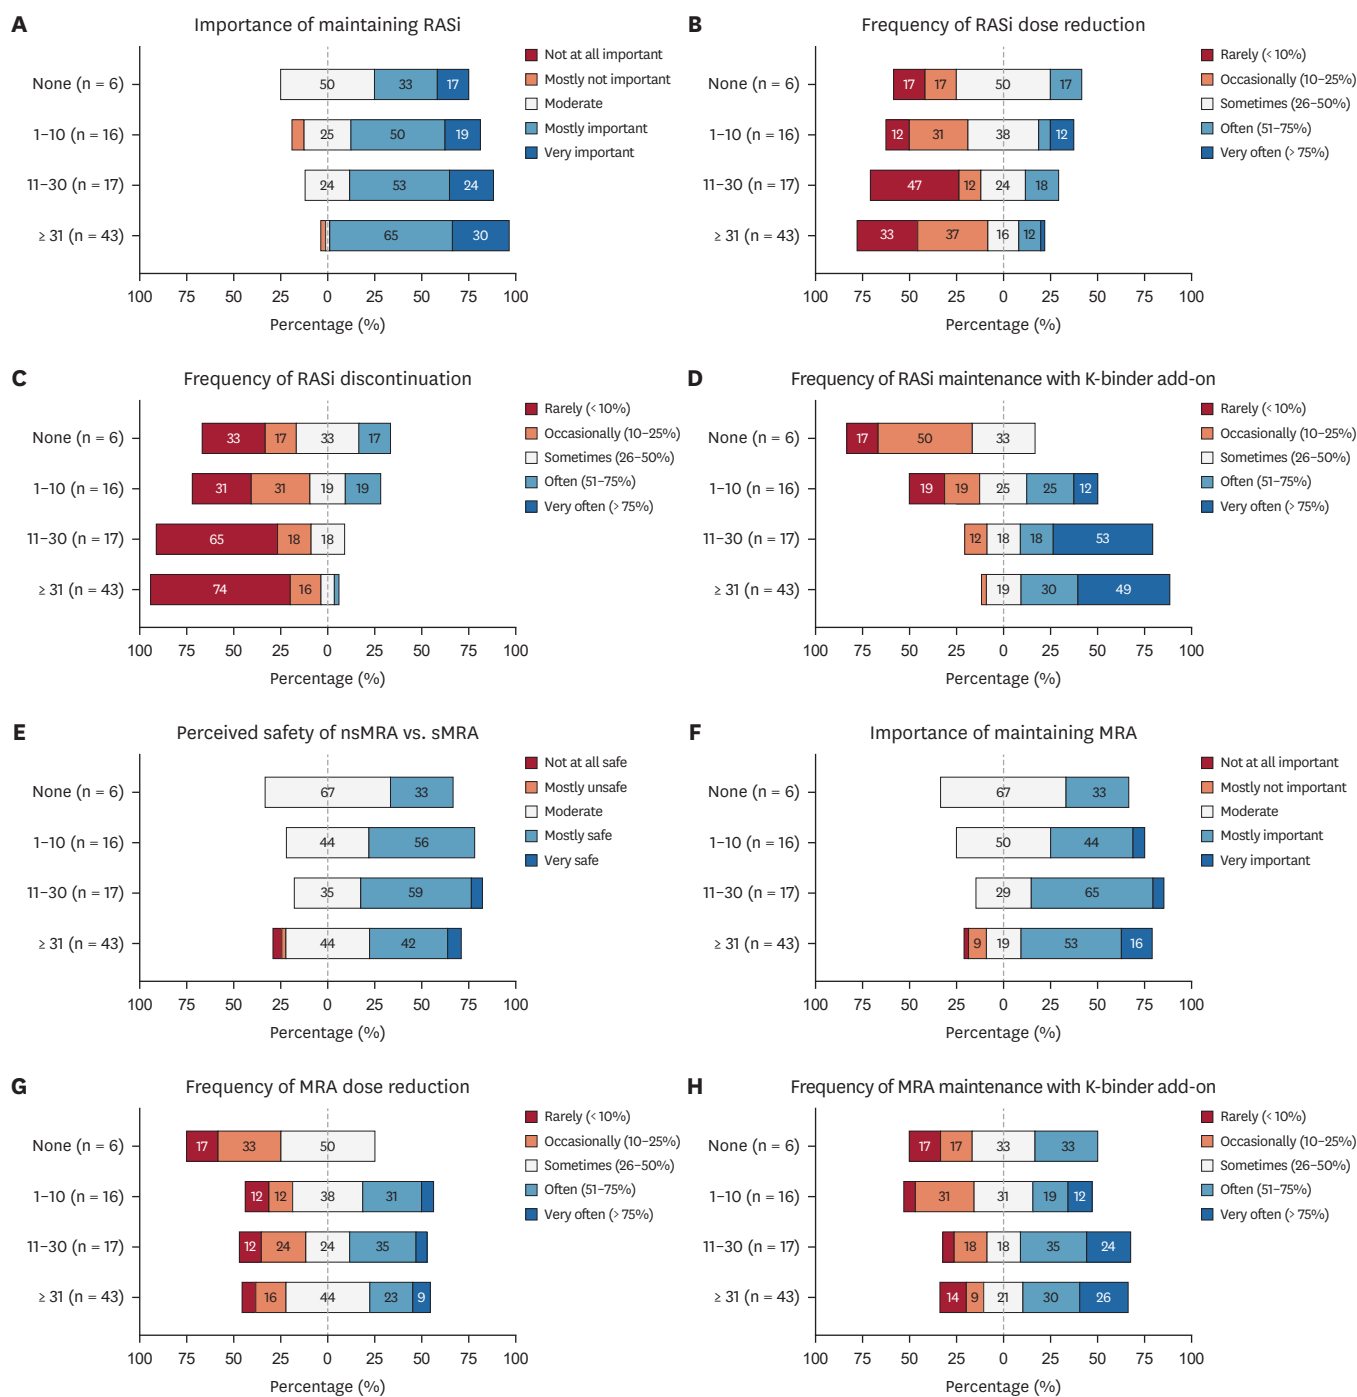 A Importance of maintaining RASi
None (n = 6) 50 33 17
1–10 (n = 16) 25 50 19
11–30 (n = 17) 24 53 24
≥ 31 (n = 43) 65 30
100 75 50 25 0 25 50 75 100
Percentage (%)
Not at all important
Mostly not important
Moderate
Mostly important
Very important
B Frequency of RASi dose reduction
None (n = 6) 17 17 50 17
1–10 (n = 16) 12 31 38 12
11–30 (n = 17) 47 12 24 18
≥ 31 (n = 43) 33 37 16 12
100 75 50 25 0 25 50 75 100
Percentage (%)
Rarely (< 10%)
Occasionally (10–25%)
Sometimes (26–50%)
Often (51–75%)
Very often (> 75%)
C Frequency of RASi discontinuation
None (n = 6) 33 17 33 17
1–10 (n = 16) 31 31 19 19
11–30 (n = 17) 65 18 18
≥ 31 (n = 43) 74 16
100 75 50 25 0 25 50 75 100
Percentage (%)
Rarely (< 10%)
Occasionally (10–25%)
Sometimes (26–50%)
Often (51–75%)
Very often (> 75%)
D Frequency of RASi maintenance with K-binder add-on
None (n = 6) 17 50 33
1–10 (n = 16) 19 19 25 25 12
11–30 (n = 17) 12 18 18 53
≥ 31 (n = 43) 19 30 49
100 75 50 25 0 25 50 75 100
Percentage (%)
Rarely (< 10%)
Occasionally (10–25%)
Sometimes (26–50%)
Often (51–75%)
Very often (> 75%)
E Perceived safety of nsMRA vs. sMRA
None (n = 6) 67 33
1–10 (n = 16) 44 56
11–30 (n = 17) 35 59
≥ 31 (n = 43) 44 42
100 75 50 25 0 25 50 75 100
Percentage (%)
Not at all safe
Mostly unsafe
Moderate
Mostly safe
Very safe
F Importance of maintaining MRA
None (n = 6) 67 33
1–10 (n = 16) 50 44
11–30 (n = 17) 29 65
≥ 31 (n = 43) 9 19 53 16
100 75 50 25 0 25 50 75 100
Percentage (%)
Not at all important
Mostly not important
Moderate
Mostly important
Very important
G Frequency of MRA dose reduction
None (n = 6) 17 33 50
1–10 (n = 16) 12 12 38 31
11–30 (n = 17) 12 24 24 35
≥ 31 (n = 43) 16 44 23 9
100 75 50 25 0 25 50 75 100
Percentage (%)
Rarely (< 10%)
Occasionally (10–25%)
Sometimes (26–50%)
Often (51–75%)
Very often (> 75%)
H Frequency of MRA maintenance with K-binder add-on
None (n = 6) 17 17 33 33
1–10 (n = 16) 31 31 19 12
11–30 (n = 17) 18 18 35 24
≥ 31 (n = 43) 14 9 21 30 26
100 75 50 25 0 25 50 75 100
Percentage (%)
Rarely (< 10%)
Occasionally (10–25%)
Sometimes (26–50%)
Often (51–75%)
Very often (> 75%)